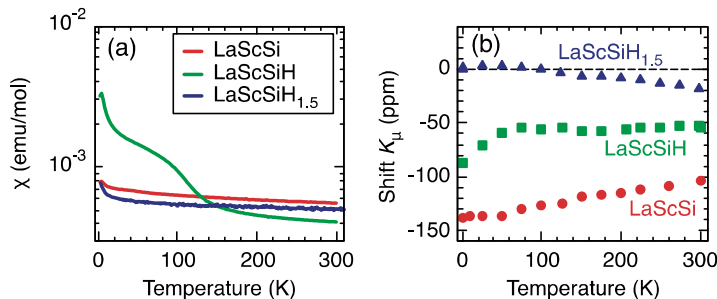 (a)
LaScSi
LaScSiH
LaScSiH1.5
10-2
10-3
χ (emu/mol)
0 100 200 300
Temperature (K)
(b)
LaScSiH1.5
LaScSiH
LaScSi
0
-50
-100
-150
Shift Kμ (ppm)
0 100 200 300
Temperature (K)